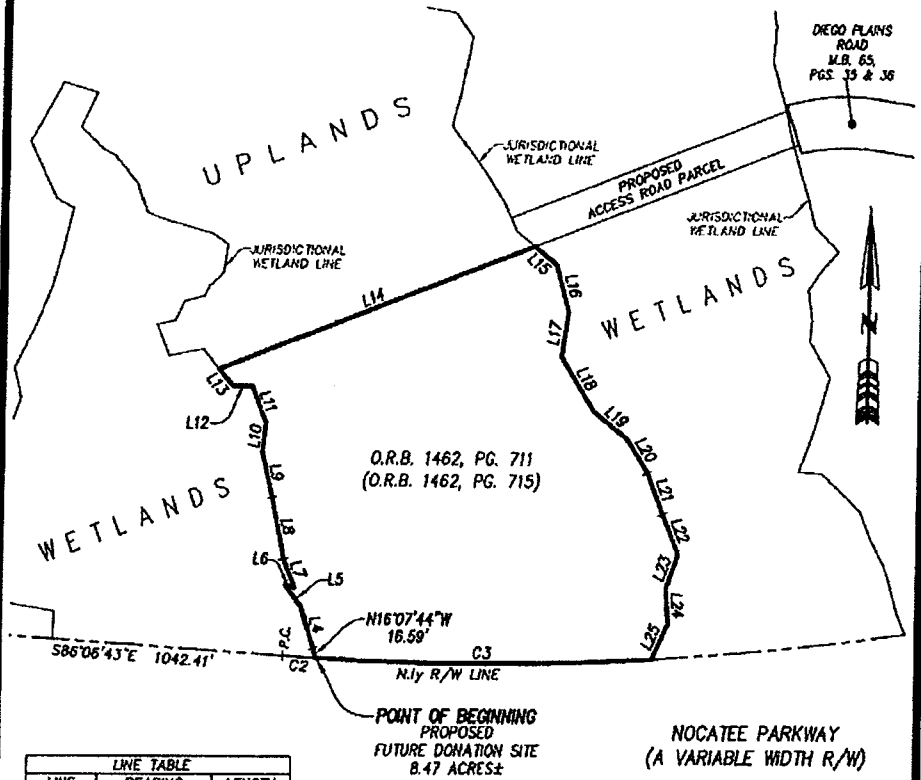 DIEGO PLAINS
ROAD
M.B. 65,
PGS. 35 & 36
UPLANDS
JURISDICTIONAL
WETLAND LINE
PROPOSED
ACCESS ROAD PARCEL
JURISDICTIONAL
WETLAND LINE
JURISDICTIONAL
WETLAND LINE
L15
L14
L16
WETLANDS
N
L17
L13
L18
L12
L11
L19
L10
L20
O.R.B. 1462, PG. 711
(O.R.B. 1462, PG. 715)
L9
L21
WETLANDS
L8
L22
L6
L7
L23
L5
L24
L4
N16°07'44"W
16.59'
L25
S86°06'43"E 1042.41'
P.C.
C2
C3
N.ly R/W LINE
POINT OF BEGINNING
PROPOSED
FUTURE DONATION SITE
8.47 ACRES±
NOCATEE PARKWAY
(A VARIABLE WIDTH R/W)
LINE TABLE
LINE BEARING LENGTH